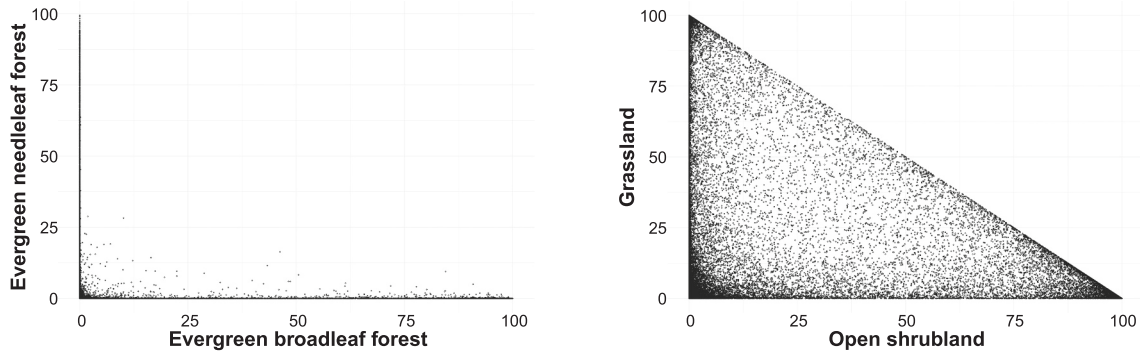 100
75
50
25
0
Evergreen needleleaf forest
0 25 50 75 100
Evergreen broadleaf forest
100
75
50
25
0
Grassland
0 25 50 75 100
Open shrubland